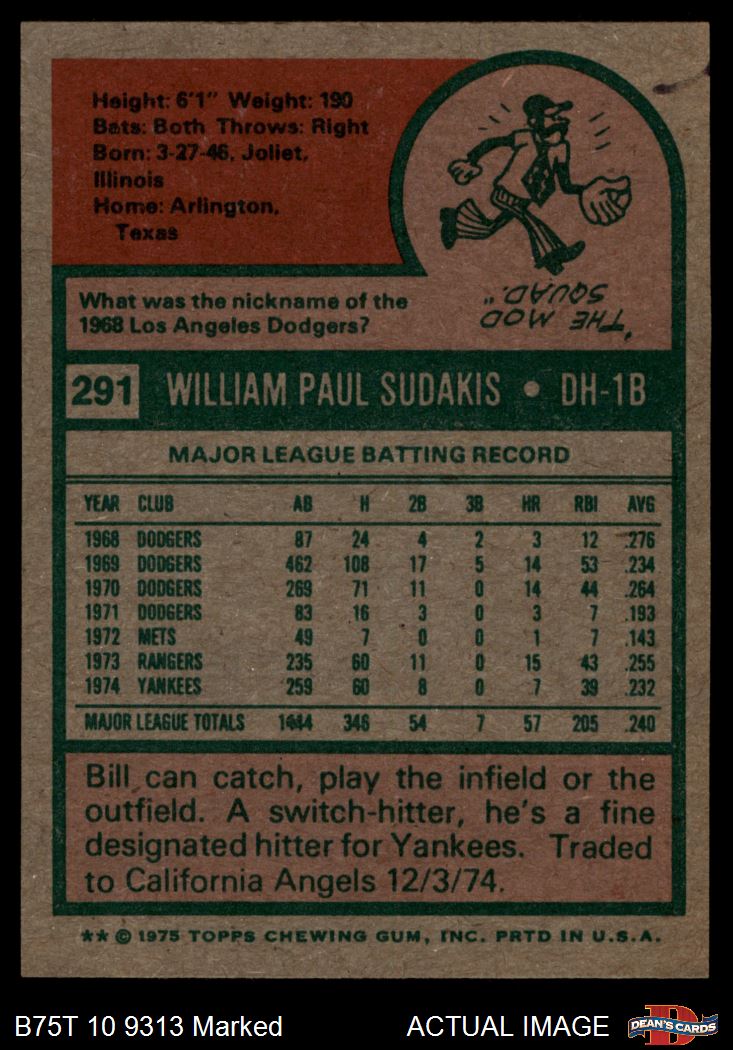 Height: 6'1" Weight: 190
Bats: Both Throws: Right
Born: 3-27-46, Joliet,
Illinois
Home: Arlington,
Texas
What was the nickname of the
1968 Los Angeles Dodgers?
"THE MOD
SQUAD."
291 WILLIAM PAUL SUDAKIS • DH-1B
MAJOR LEAGUE BATTING RECORD
YEAR CLUB AB H 2B 3B HR RBI AVG
1968 DODGERS 87 24 4 2 3 12 .276
1969 DODGERS 462 108 17 5 14 53 .234
1970 DODGERS 269 71 11 0 14 44 .264
1971 DODGERS 83 16 3 0 3 7 .193
1972 METS 49 7 0 0 1 7 .143
1973 RANGERS 235 60 11 0 15 43 .255
1974 YANKEES 259 60 8 0 7 39 .232
MAJOR LEAGUE TOTALS 1444 346 54 7 57 205 .240
Bill can catch, play the infield or the
outfield. A switch-hitter, he's a fine
designated hitter for Yankees. Traded
to California Angels 12/3/74.
** © 1975 TOPPS CHEWING GUM, INC. PRTD IN U.S.A.
B75T 10 9313 Marked ACTUAL IMAGE DEAN'S CARDS